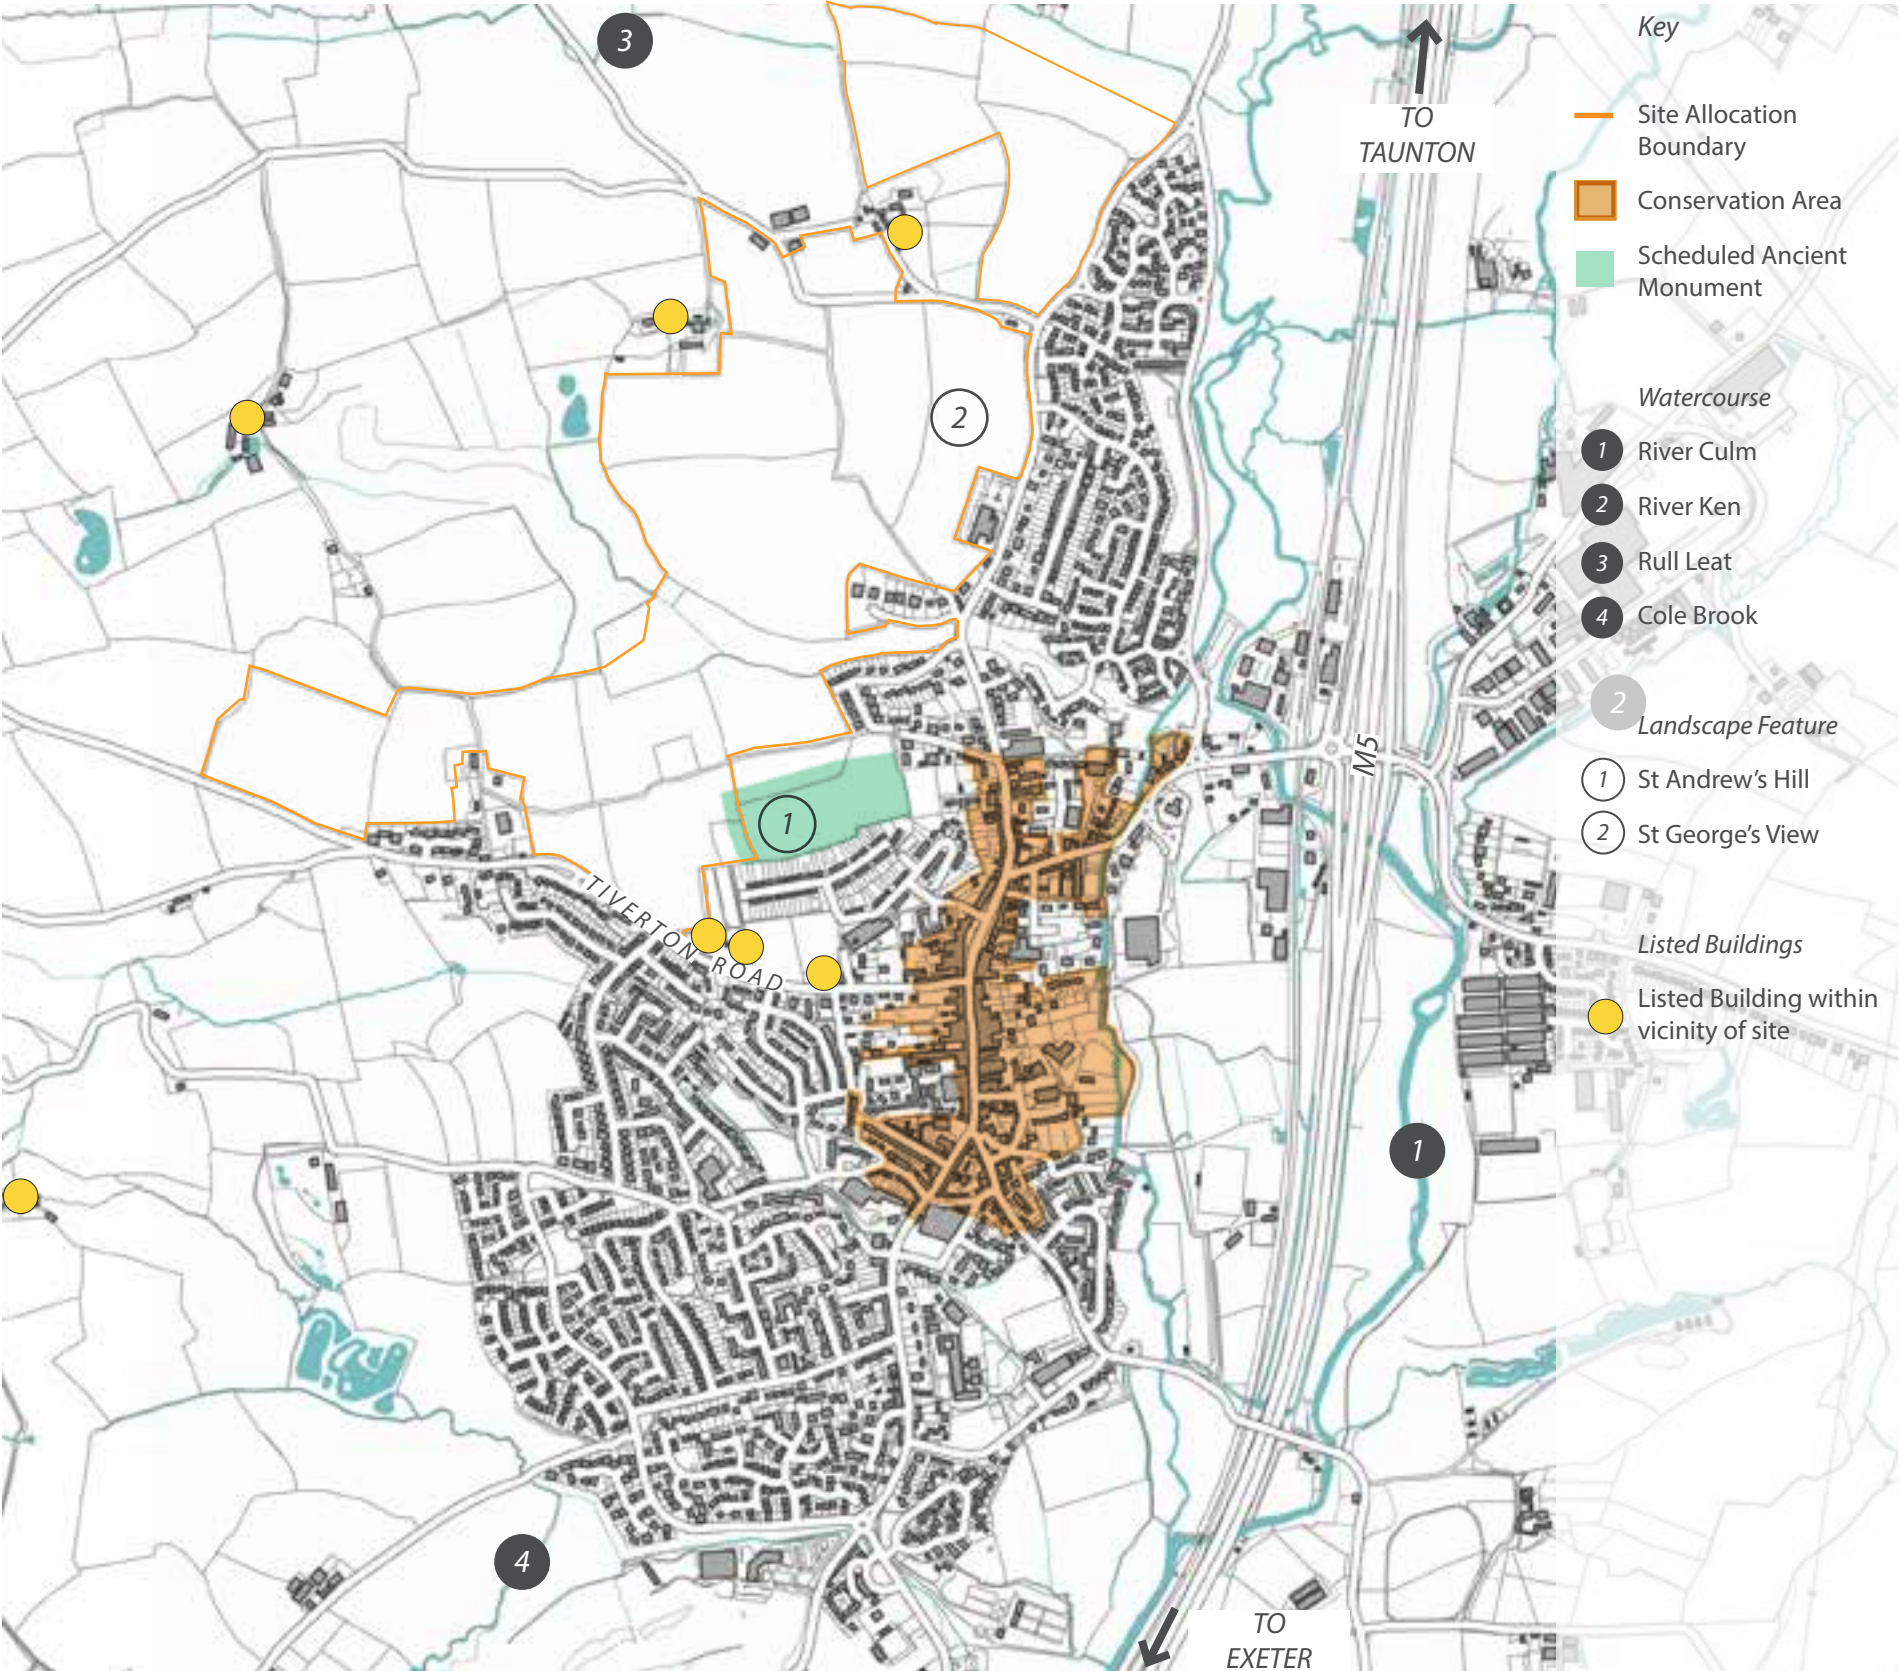 3
TO
TAUNTON
2
1
M5
TIVERTON ROAD
1
4
TO
EXETER
Key
Site Allocation
Boundary
Conservation Area
Scheduled Ancient
Monument
Watercourse
1 River Culm
2 River Ken
3 Rull Leat
4 Cole Brook
2
Landscape Feature
1 St Andrew's Hill
2 St George's View
Listed Buildings
Listed Building within
vicinity of site